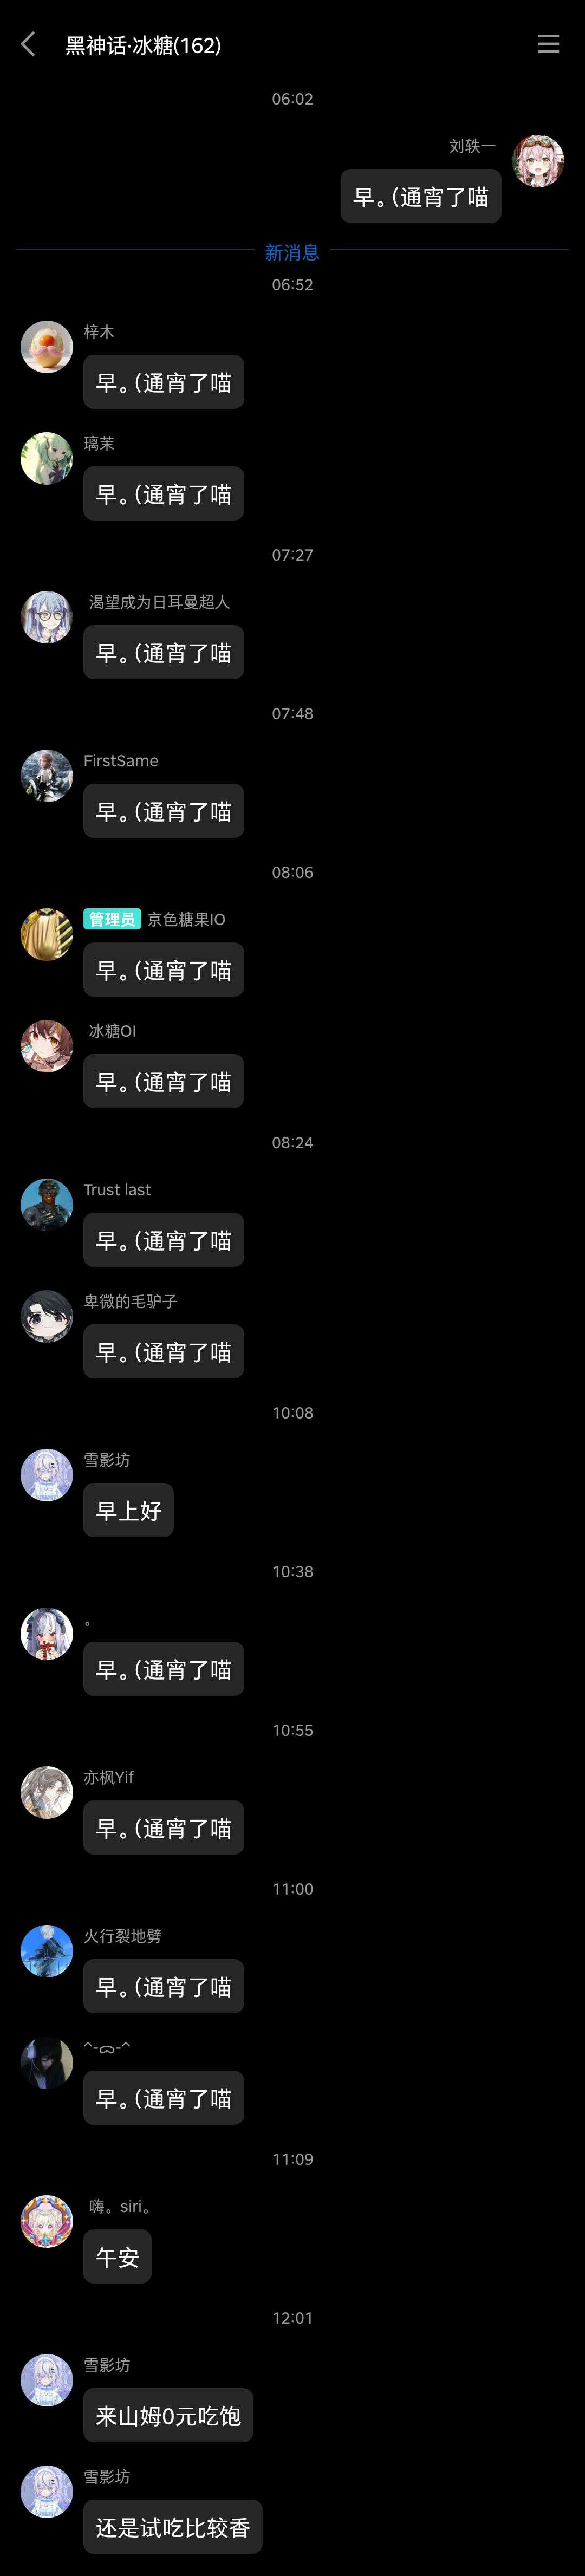 黑神话·冰糖(162)
06:02
刘轶一
早。(通宵了喵
新消息
06:52
梓木
早。(通宵了喵
璃茉
早。(通宵了喵
07:27
渴望成为日耳曼超人
早。(通宵了喵
07:48
FirstSame
早。(通宵了喵
08:06
管理员 京色糖果IO
早。(通宵了喵
冰糖OI
早。(通宵了喵
08:24
Trust last
早。(通宵了喵
卑微的毛驴子
早。(通宵了喵
10:08
雪影坊
早上好
10:38
。
早。(通宵了喵
10:55
亦枫Yif
早。(通宵了喵
11:00
火行裂地劈
早。(通宵了喵
^-ᯅ-^
早。(通宵了喵
11:09
嗨。siri。
午安
12:01
雪影坊
来山姆0元吃饱
雪影坊
还是试吃比较香